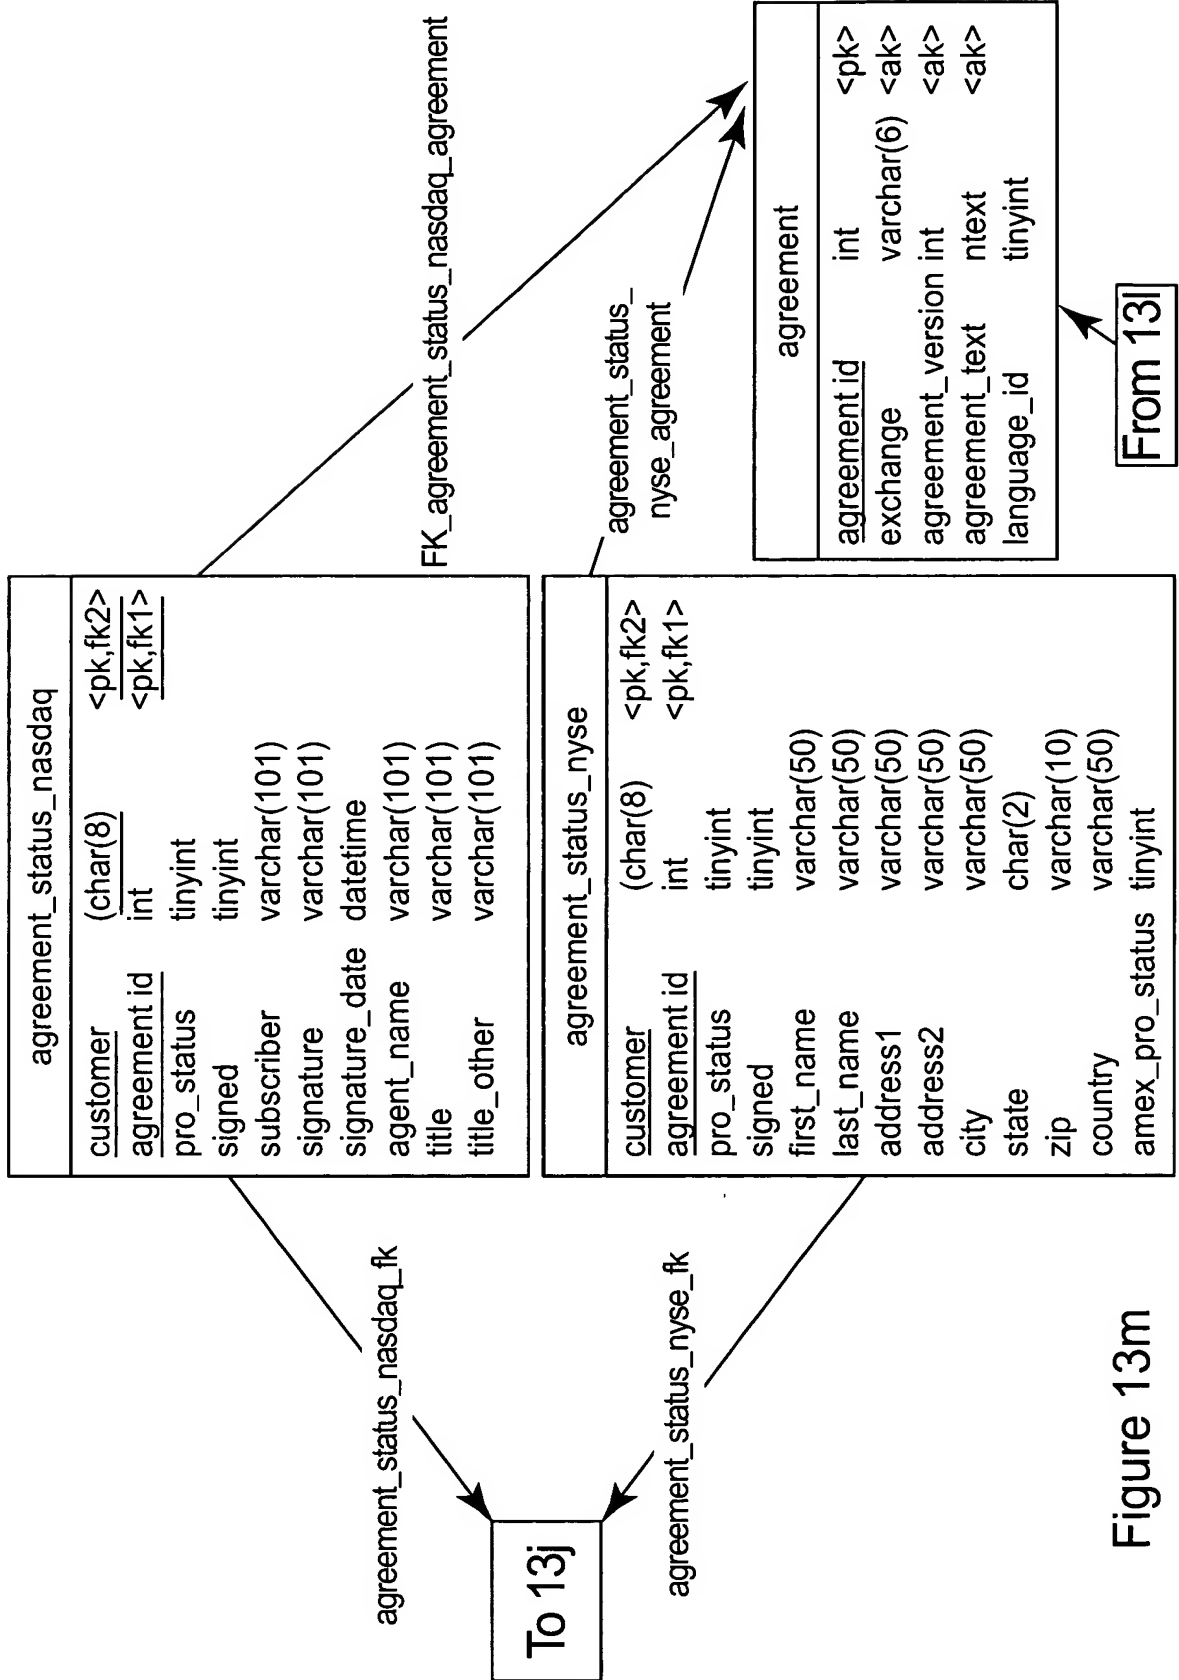 agreement_status_nasdaq
customer (char(8) <pk,fk2>
agreement id int <pk,fk1>
pro_status tinyint
signed tinyint
subscriber varchar(101)
signature varchar(101)
signature_date datetime
agent_name varchar(101)
title varchar(101)
title_other varchar(101)
agreement_status_nasdaq_fk
FK_agreement_status_nasdaq_agreement
To 13j
agreement_status_nyse
customer (char(8) <pk,fk2>
agreement id int <pk,fk1>
pro_status tinyint
signed tinyint
first_name varchar(50)
last_name varchar(50)
address1 varchar(50)
address2 varchar(50)
city varchar(50)
state char(2)
zip varchar(10)
country varchar(50)
amex_pro_status tinyint
agreement_status_nyse_fk
agreement_status_
nyse_agreement
agreement
agreement id int <pk>
exchange varchar(6) <ak>
agreement_version int <ak>
agreement_text ntext <ak>
language_id tinyint
From 13l
Figure 13m